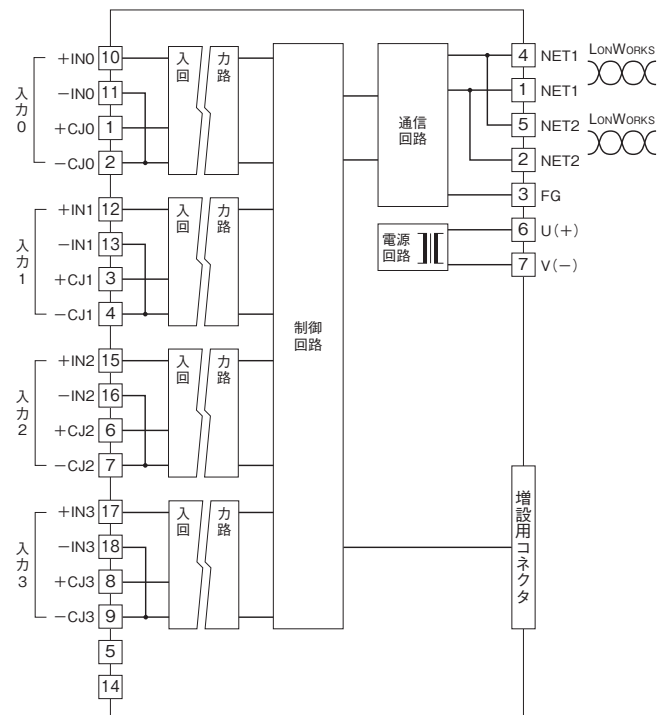 入力0
+IN0 10
−IN0 11
+CJ0 1
−CJ0 2
入力回路
入力1
+IN1 12
−IN1 13
+CJ1 3
−CJ1 4
入力回路
入力2
+IN2 15
−IN2 16
+CJ2 6
−CJ2 7
入力回路
入力3
+IN3 17
−IN3 18
+CJ3 8
−CJ3 9
入力回路
5
14
制御
回路
通信
回路
電源
回路
4 NET1 LONWORKS
1 NET1
5 NET2 LONWORKS
2 NET2
3 FG
6 U(+)
7 V(−)
増設用コネクタ